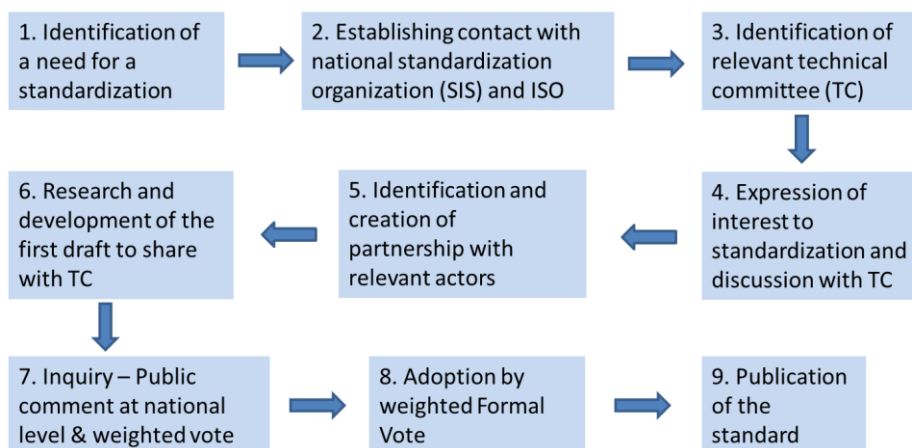 1. Identification of
a need for a
standardization
2. Establishing contact with
national standardization
organization (SIS) and ISO
3. Identification of
relevant technical
committee (TC)
4. Expression of
interest to
standardization and
discussion with TC
5. Identification and
creation of
partnership with
relevant actors
6. Research and
development of the
first draft to share
with TC
7. Inquiry – Public
comment at national
level & weighted vote
8. Adoption by
weighted Formal
Vote
9. Publication
of the
standard